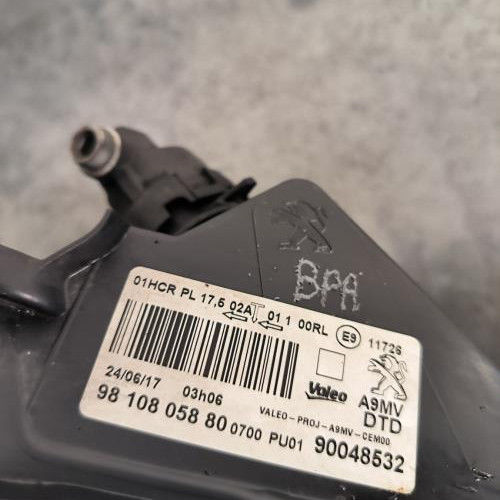 BPA
01HCR PL 17,5 02A 01 1 00RL E9 11726
24/06/17 03h06 Valeo A9MV
98 108 058 80 0700 PU01 VALEO-PROJ-A9MV-CEM00 DTD
90048532